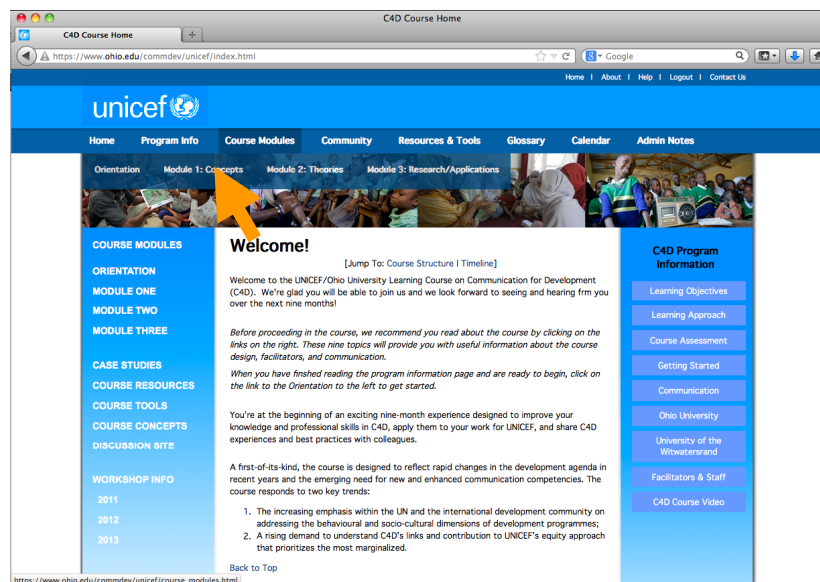 C4D Course Home
C4D Course Home
https://www.ohio.edu/commdev/unicef/index.html
Google
Home | About | Help | Logout | Contact Us
unicef
Home Program Info Course Modules Community Resources & Tools Glossary Calendar Admin Notes
Orientation Module 1: Concepts Module 2: Theories Module 3: Research/Applications
COURSE MODULES
ORIENTATION
MODULE ONE
MODULE TWO
MODULE THREE
CASE STUDIES
COURSE RESOURCES
COURSE TOOLS
COURSE CONCEPTS
DISCUSSION SITE
WORKSHOP INFO
2011
2012
2013
Welcome!
[Jump To: Course Structure | Timeline]
Welcome to the UNICEF/Ohio University Learning Course on Communication for Development
(C4D). We're glad you will be able to join us and we look forward to seeing and hearing frm you
over the next nine months!
Before proceeding in the course, we recommend you read about the course by clicking on the
links on the right. These nine topics will provide you with useful information about the course
design, facilitators, and communication.
When you have finshed reading the program information page and are ready to begin, click on
the link to the Orientation to the left to get started.
You're at the beginning of an exciting nine-month experience designed to improve your
knowledge and professional skills in C4D, apply them to your work for UNICEF, and share C4D
experiences and best practices with colleagues.
A first-of-its-kind, the course is designed to reflect rapid changes in the development agenda in
recent years and the emerging need for new and enhanced communication competencies. The
course responds to two key trends:
1. The increasing emphasis within the UN and the international development community on
addressing the behavioural and socio-cultural dimensions of development programmes;
2. A rising demand to understand C4D's links and contribution to UNICEF's equity approach
that prioritizes the most marginalized.
Back to Top
C4D Program
Information
Learning Objectives
Learning Approach
Course Assessment
Getting Started
Communication
Ohio University
University of the
Witwatersrand
Facilitators & Staff
C4D Course Video
https://www.ohio.edu/commdev/unicef/course_modules.html